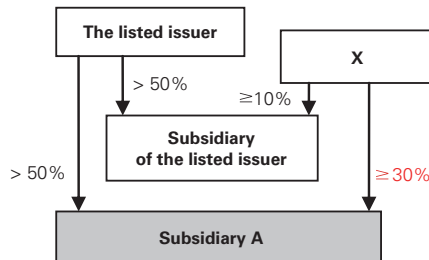 The listed issuer
X
> 50%
≥10%
Subsidiary
of the listed issuer
> 50%
≥30%
Subsidiary A